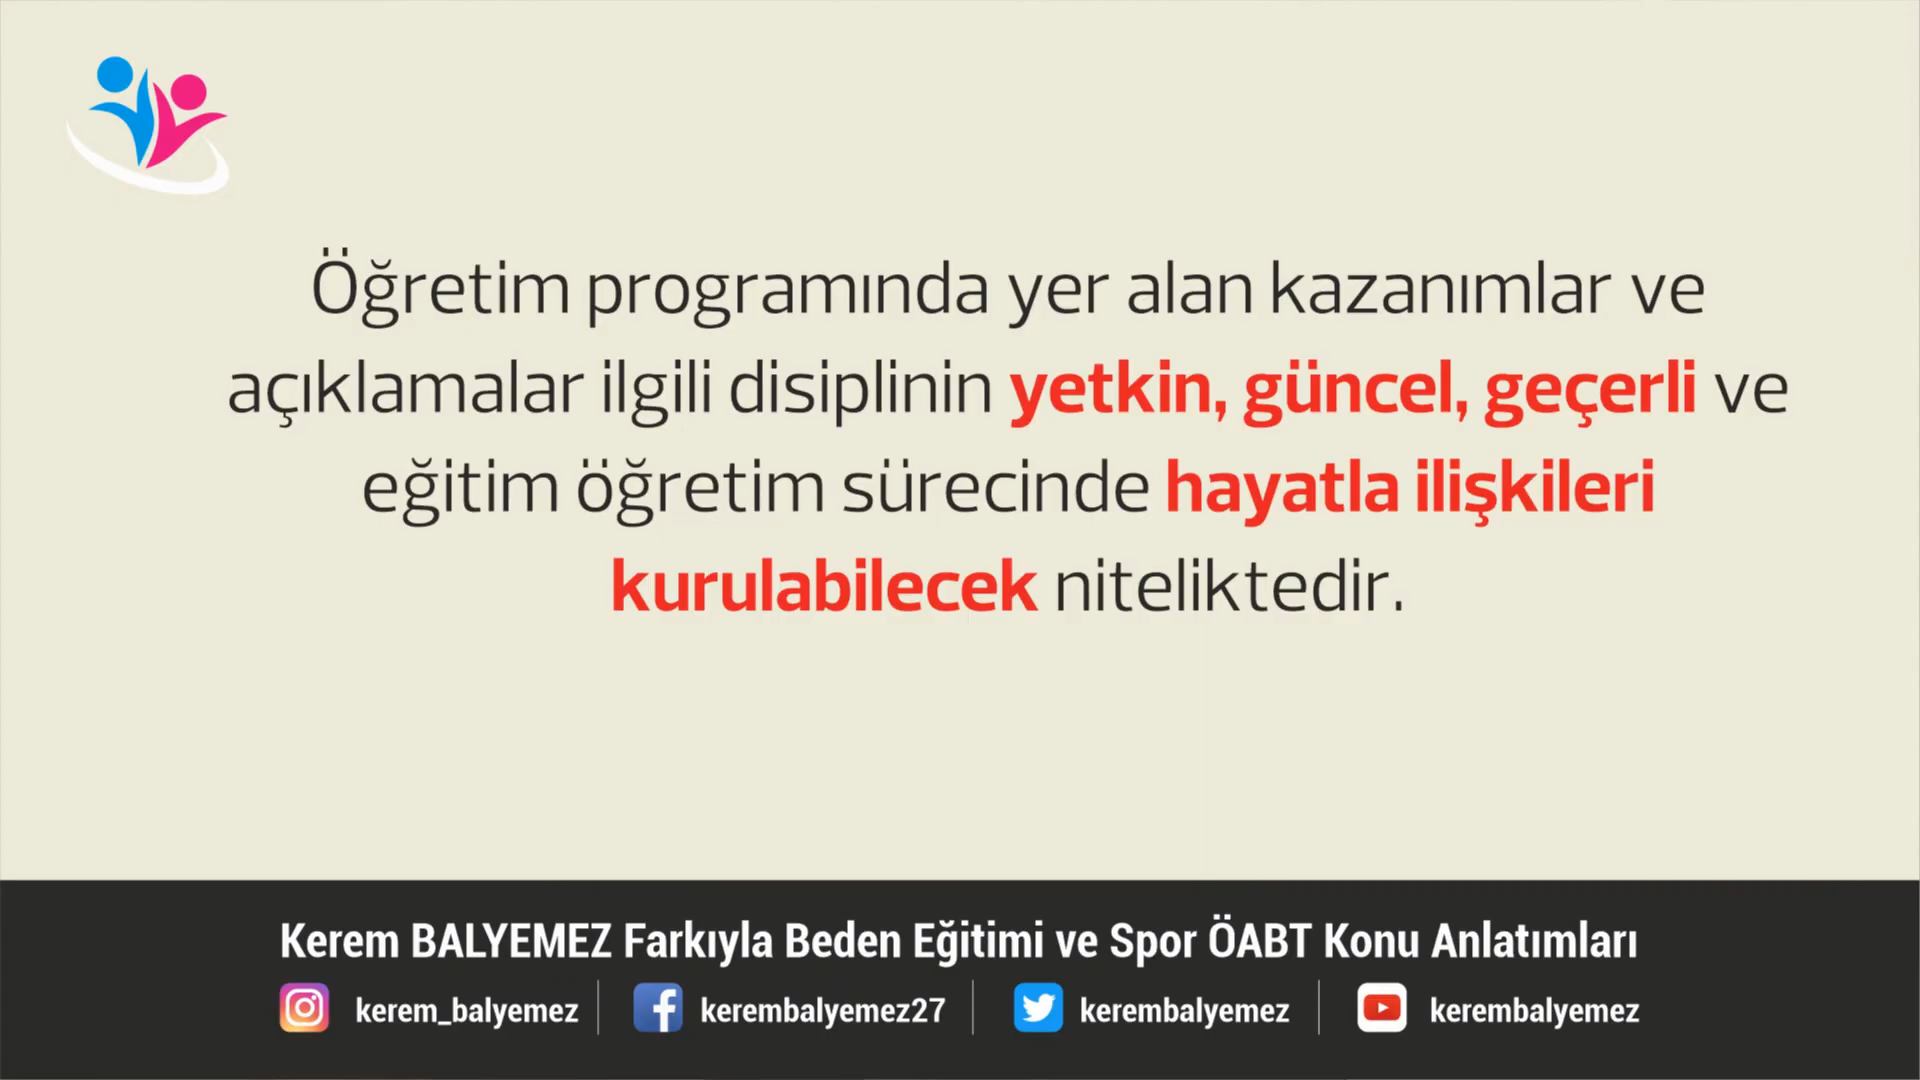 Öğretim programında yer alan kazanımlar ve
açıklamalar ilgili disiplinin yetkin, güncel, geçerli ve
eğitim öğretim sürecinde hayatla ilişkileri
kurulabilecek niteliktedir.
Kerem BALYEMEZ Farkıyla Beden Eğitimi ve Spor ÖABT Konu Anlatımları
kerem_balyemez kerembalyemez27 kerembalyemez kerembalyemez